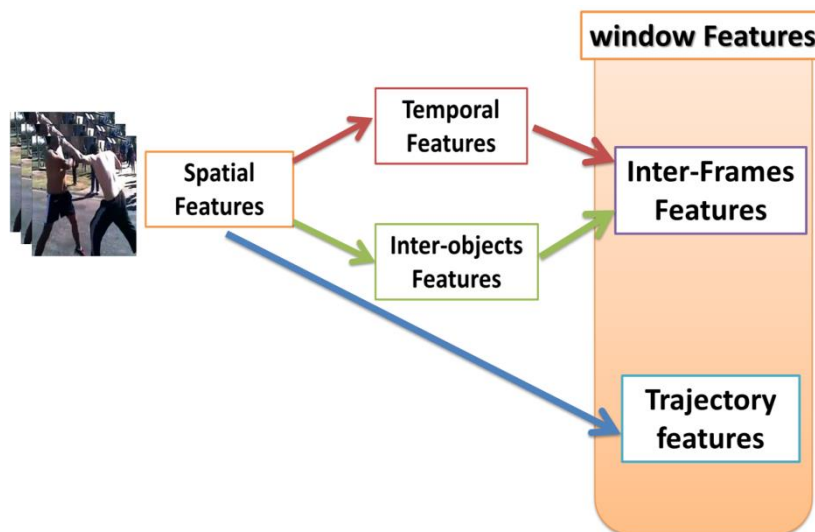 window Features
Temporal
Features
Spatial
Features
Inter-Frames
Features
Inter-objects
Features
Trajectory
features